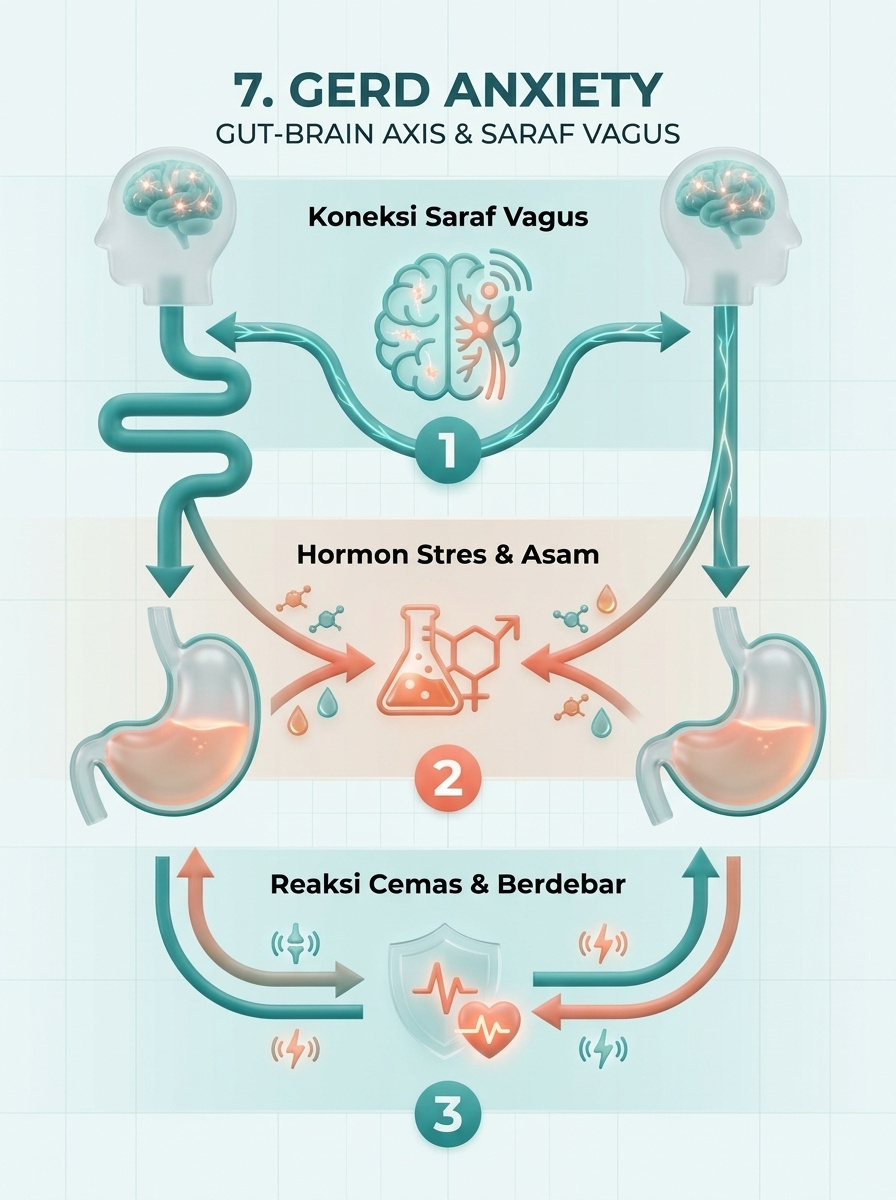 7. GERD ANXIETY
GUT-BRAIN AXIS & SARAF VAGUS
Koneksi Saraf Vagus
1
Hormon Stres & Asam
2
Reaksi Cemas & Berdebar
3